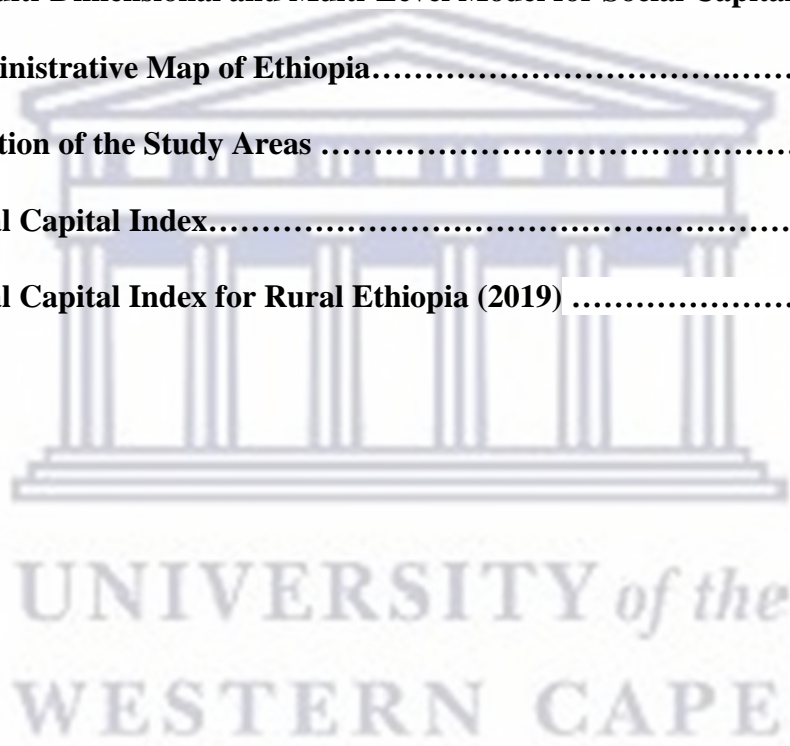 ulti-Dimensional and Multi-Level Model for Social Capital
inistrative Map of Ethiopia……………………………..……
tion of the Study Areas ……………………………..………
l Capital Index………………..…………………..…………
l Capital Index for Rural Ethiopia (2019) …………………
UNIVERSITY of the
WESTERN CAPE